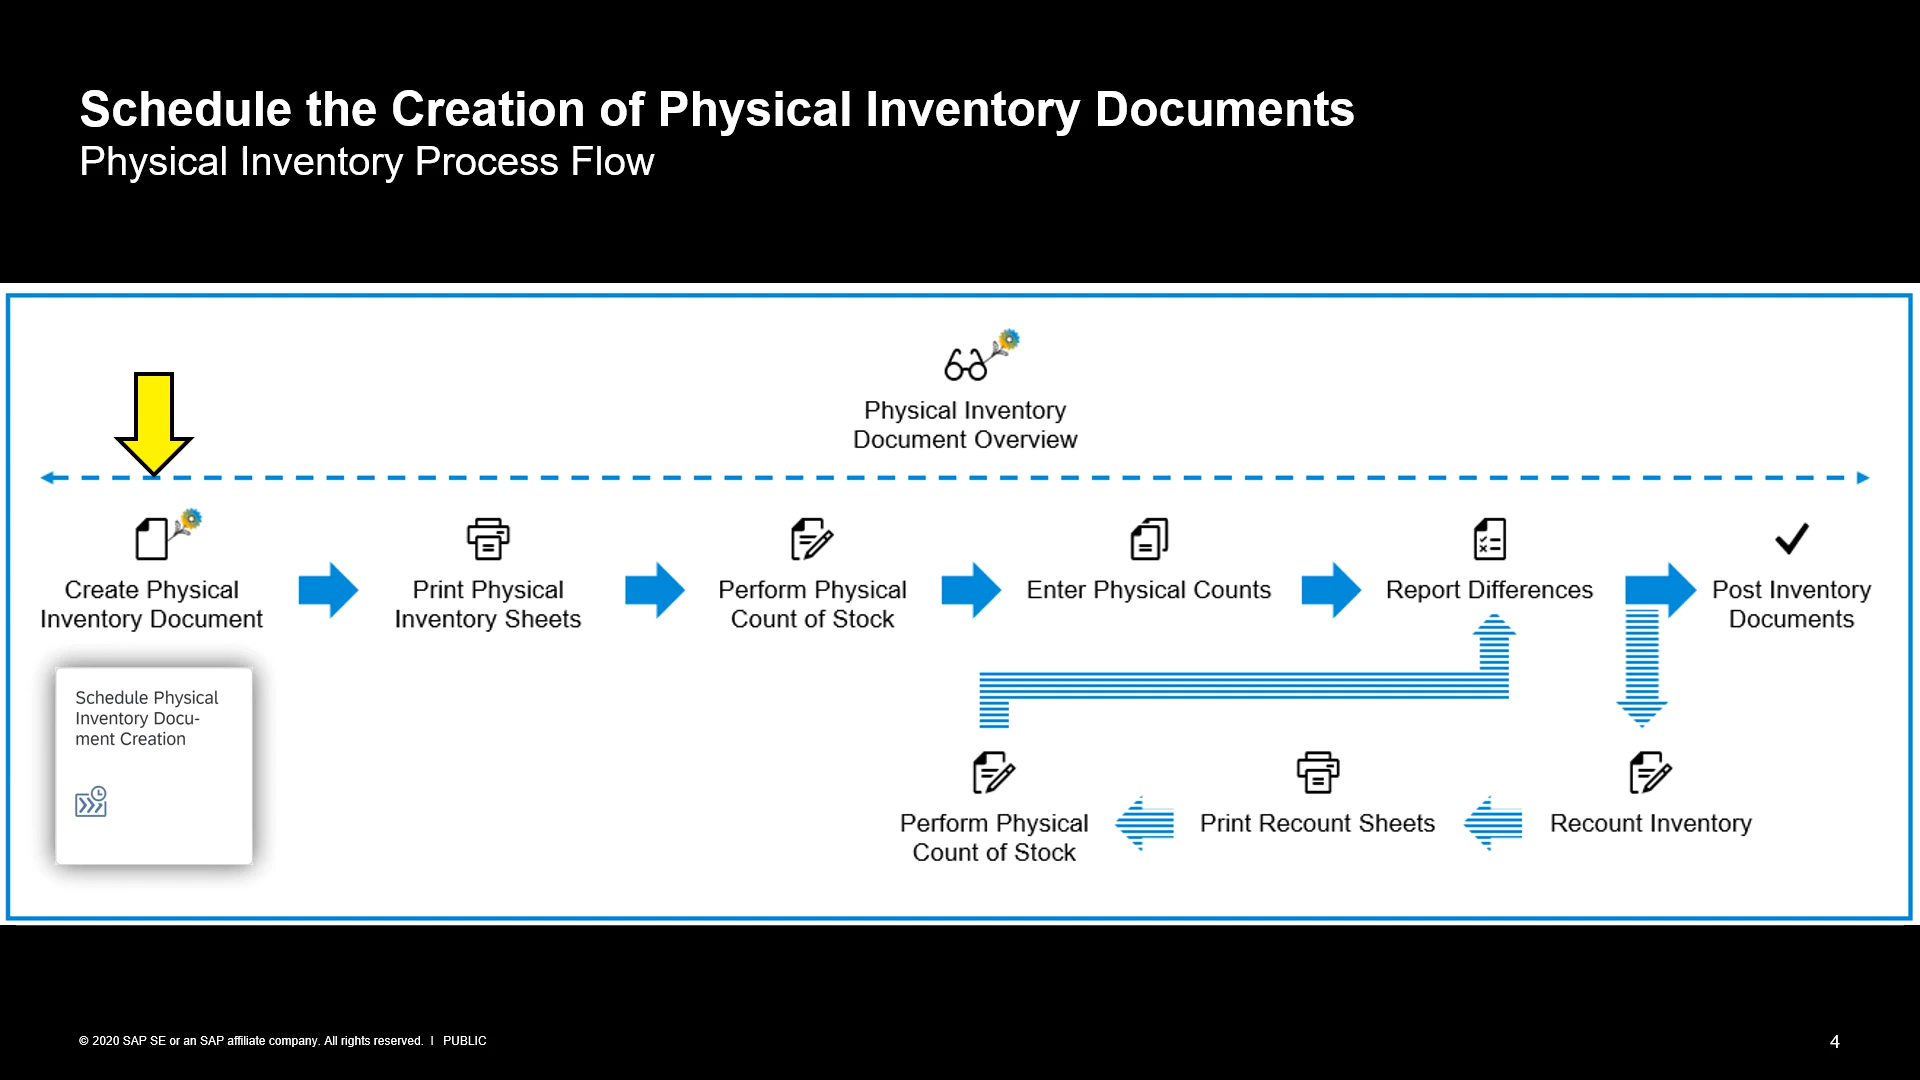 Schedule the Creation of Physical Inventory Documents
Physical Inventory Process Flow
Physical Inventory
Document Overview
Create Physical
Inventory Document
Print Physical
Inventory Sheets
Perform Physical
Count of Stock
Enter Physical Counts
Report Differences
Post Inventory
Documents
Schedule Physical
Inventory Docu-
ment Creation
Perform Physical
Count of Stock
Print Recount Sheets
Recount Inventory
© 2020 SAP SE or an SAP affiliate company. All rights reserved. I PUBLIC
4